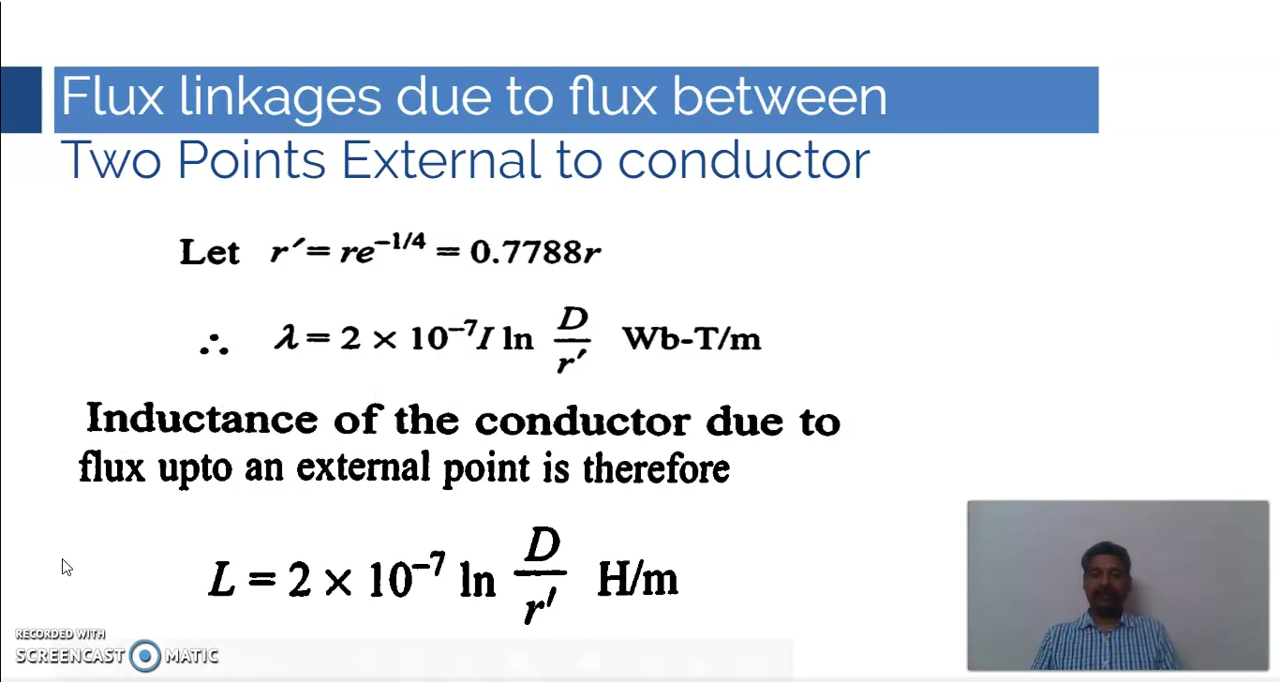 Flux linkages due to flux between
Two Points External to conductor
Let r′ = re^{-1/4} = 0.7788r
∴ λ = 2 × 10^{-7} I ln D/r′ Wb-T/m
Inductance of the conductor due to
flux upto an external point is therefore
L = 2 × 10^{-7} ln D/r′ H/m
RECORDED WITH
SCREENCAST MATIC